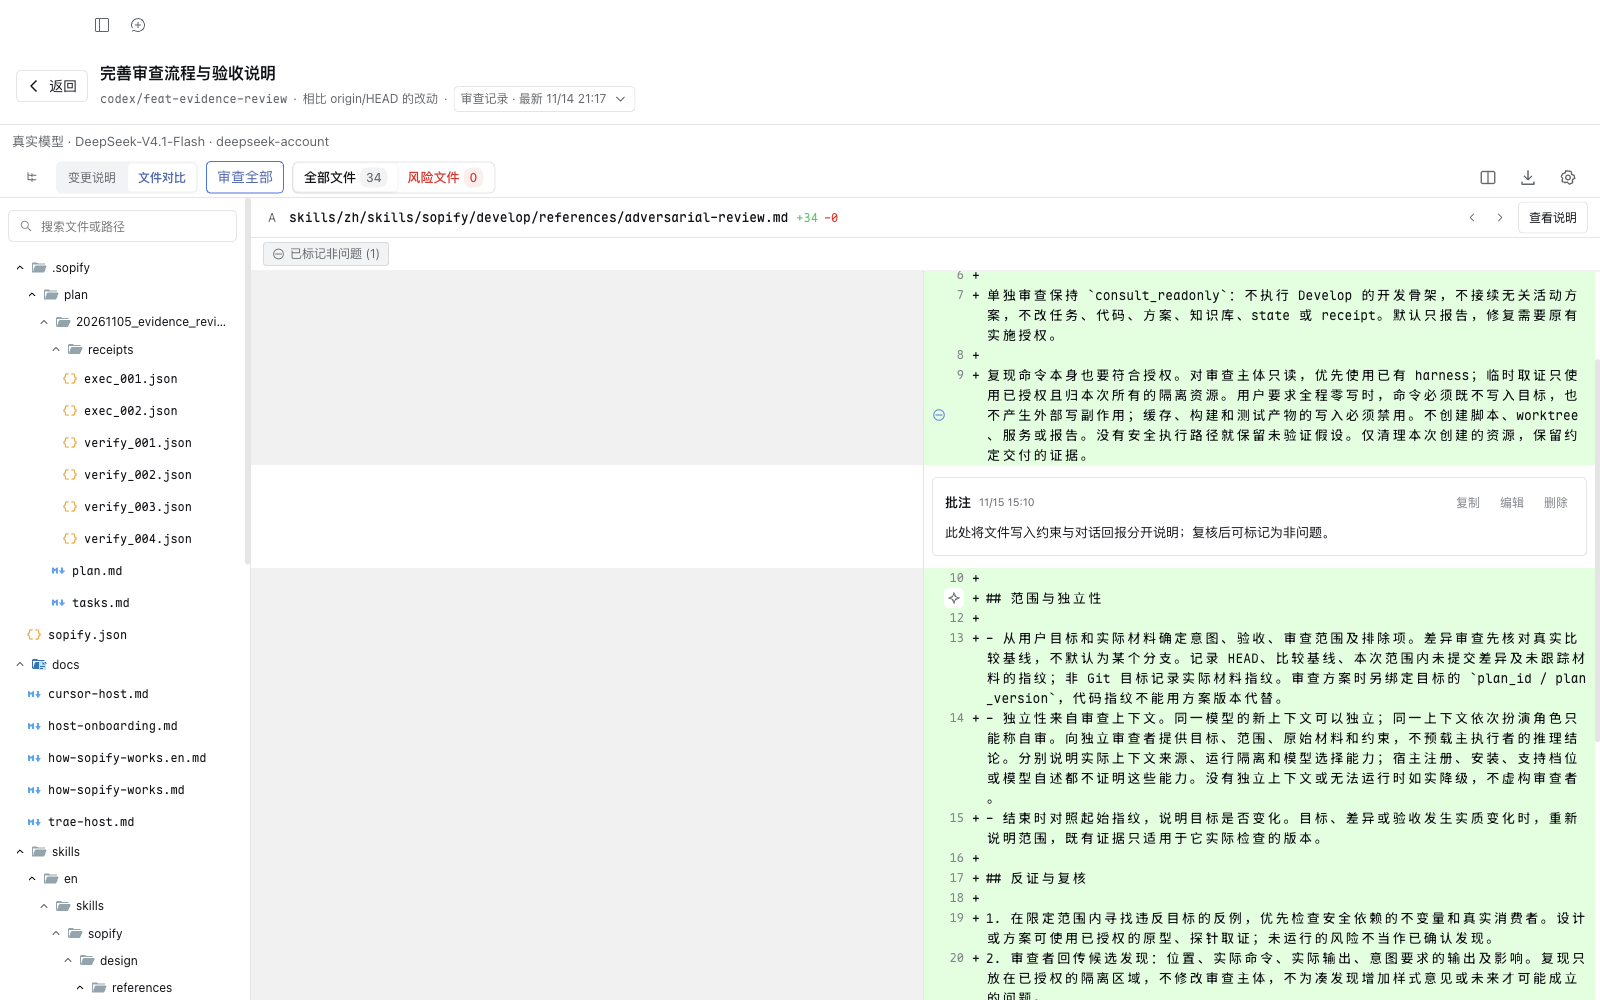 返回
完善审查流程与验收说明
codex/feat-evidence-review · 相比 origin/HEAD 的改动 · 审查记录 · 最新 11/14 21:17
真实模型 · DeepSeek-V4.1-Flash · deepseek-account
变更说明 文件对比 审查全部 全部文件 34 风险文件 0
搜索文件或路径
.sopify
plan
20261105_evidence_revi...
receipts
exec_001.json
exec_002.json
verify_001.json
verify_002.json
verify_003.json
verify_004.json
plan.md
tasks.md
sopify.json
docs
cursor-host.md
host-onboarding.md
how-sopify-works.en.md
how-sopify-works.md
trae-host.md
skills
en
skills
sopify
design
references
A skills/zh/skills/sopify/develop/references/adversarial-review.md +34 -0
查看说明
已标记非问题 (1)
6 +
7 + 单独审查保持 `consult_readonly`：不执行 Develop 的开发骨架，不接续无关活动方
案，不改任务、代码、方案、知识库、state 或 receipt。默认只报告，修复需要原有
实施授权。
8 +
9 + 复现命令本身也要符合授权。对审查主体只读，优先使用已有 harness；临时取证只使
用已授权且归本次所有的隔离资源。用户要求全程零写时，命令必须既不写入目标，也
不产生外部写副作用；缓存、构建和测试产物的写入必须禁用。不创建脚本、worktree
、服务或报告。没有安全执行路径就保留未验证假设。仅清理本次创建的资源，保留约
定交付的证据。
批注 11/15 15:10 复制 编辑 删除
此处将文件写入约束与对话回报分开说明；复核后可标记为非问题。
10 +
+ ## 范围与独立性
12 +
13 + - 从用户目标和实际材料确定意图、验收、审查范围及排除项。差异审查先核对真实比
较基线，不默认为某个分支。记录 HEAD、比较基线、本次范围内未提交差异及未跟踪材
料的指纹；非 Git 目标记录实际材料指纹。审查方案时另绑定目标的 `plan_id / plan
_version`，代码指纹不能用方案版本代替。
14 + - 独立性来自审查上下文。同一模型的新上下文可以独立；同一上下文依次扮演角色只
能称自审。向独立审查者提供目标、范围、原始材料和约束，不预载主执行者的推理结
论。分别说明实际上下文来源、运行隔离和模型选择能力；宿主注册、安装、支持档位
或模型自述都不证明这些能力。没有独立上下文或无法运行时如实降级，不虚构审查者
。
15 + - 结束时对照起始指纹，说明目标是否变化。目标、差异或验收发生实质变化时，重新
说明范围，既有证据只适用于它实际检查的版本。
16 +
17 + ## 反证与复核
18 +
19 + 1. 在限定范围内寻找违反目标的反例，优先检查安全依赖的不变量和真实消费者。设计
或方案可使用已授权的原型、探针取证；未运行的风险不当作已确认发现。
20 + 2. 审查者回传候选发现：位置、实际命令、实际输出、意图要求的输出及影响。复现只
放在已授权的隔离区域，不修改审查主体，不为凑发现增加样式意见或未来才可能成立
的问题。